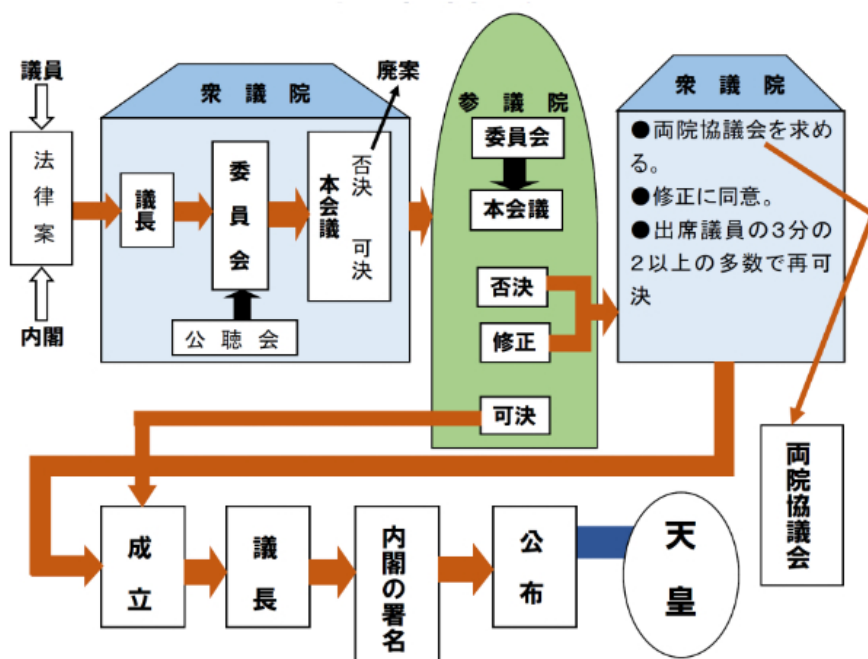 議員
法律案
内閣
衆議院
議長
委員会
公聴会
本会議
否決
可決
廃案
参議院
委員会
本会議
否決
修正
可決
衆議院
●両院協議会を求め
る。
●修正に同意。
●出席議員の3分の
2以上の多数で再可
決
両院協議会
成立
議長
内閣の署名
公布
天皇